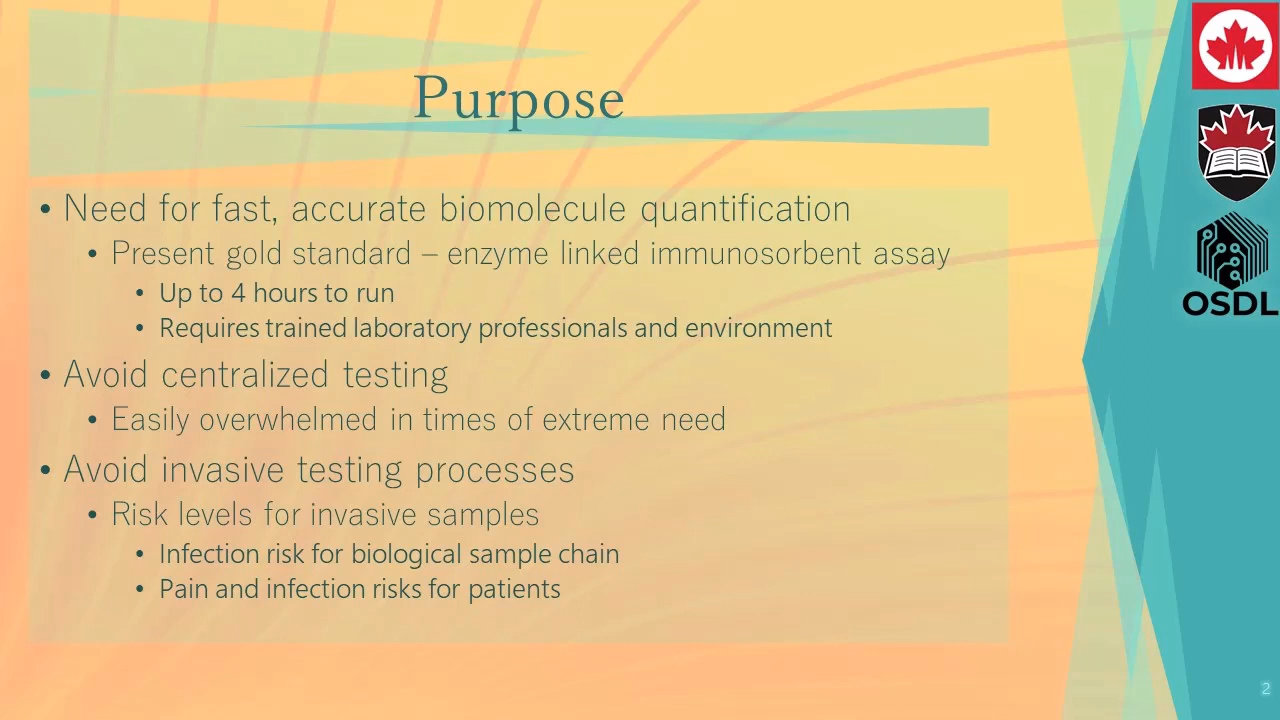 Purpose
• Need for fast, accurate biomolecule quantification
• Present gold standard – enzyme linked immunosorbent assay
• Up to 4 hours to run
• Requires trained laboratory professionals and environment
• Avoid centralized testing
• Easily overwhelmed in times of extreme need
• Avoid invasive testing processes
• Risk levels for invasive samples
• Infection risk for biological sample chain
• Pain and infection risks for patients
OSDL
2